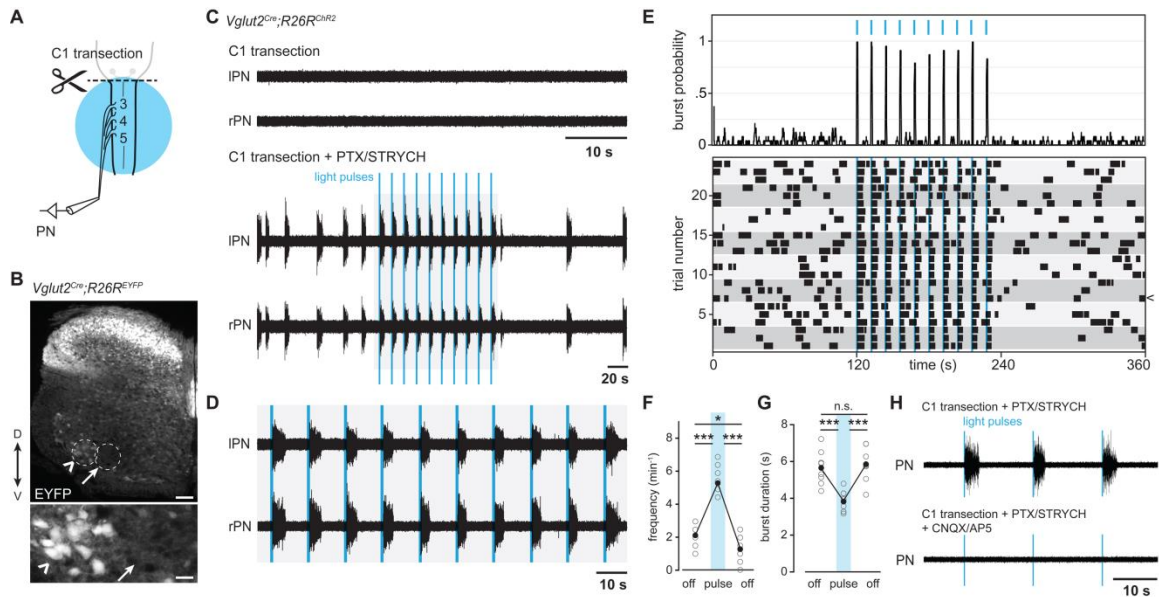 A
C1 transection
3
4
5
PN
B
Vglut2Cre;R26REYFP
D
V
EYFP
C
Vglut2Cre;R26RChR2
C1 transection
lPN
rPN
10 s
C1 transection + PTX/STRYCH
light pulses
lPN
rPN
20 s
D
lPN
rPN
10 s
E
burst probability
1
.5
0
trial number
20
15
10
5
<
0
120
time (s)
240
360
F
*
*** ***
frequency (min-1)
8
6
4
2
0
off pulse off
G
n.s.
*** ***
burst duration (s)
8
6
4
2
0
off pulse off
H
C1 transection + PTX/STRYCH
light pulses
PN
C1 transection + PTX/STRYCH
+ CNQX/AP5
PN
10 s